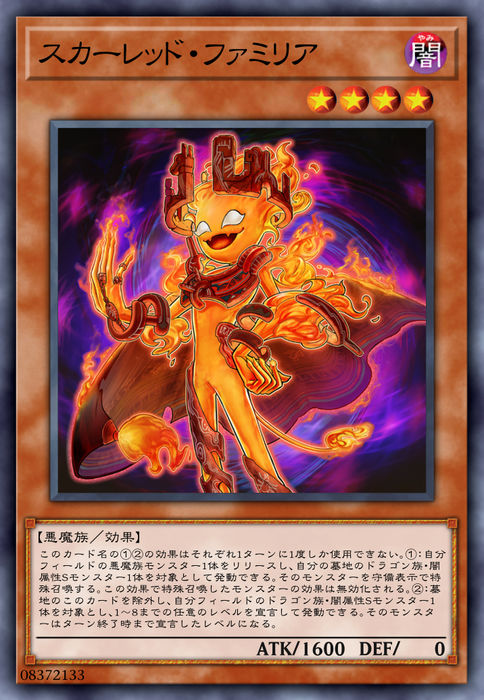 スカーレッド・ファミリア
やみ
闇
【悪魔族／効果】
このカード名の①②の効果はそれぞれ1ターンに1度しか使用できない。①：自分
フィールドの悪魔族モンスター1体をリリースし、自分の墓地のドラゴン族・闇
属性Sモンスター1体を対象として発動できる。そのモンスターを守備表示で特
殊召喚する。この効果で特殊召喚したモンスターの効果は無効化される。②：墓
地のこのカードを除外し、自分フィールドのドラゴン族・闇属性Sモンスター1
体を対象とし、1～8までの任意のレベルを宣言して発動できる。そのモンスタ
ーはターン終了時まで宣言したレベルになる。
ATK/1600 DEF/ 0
08372133